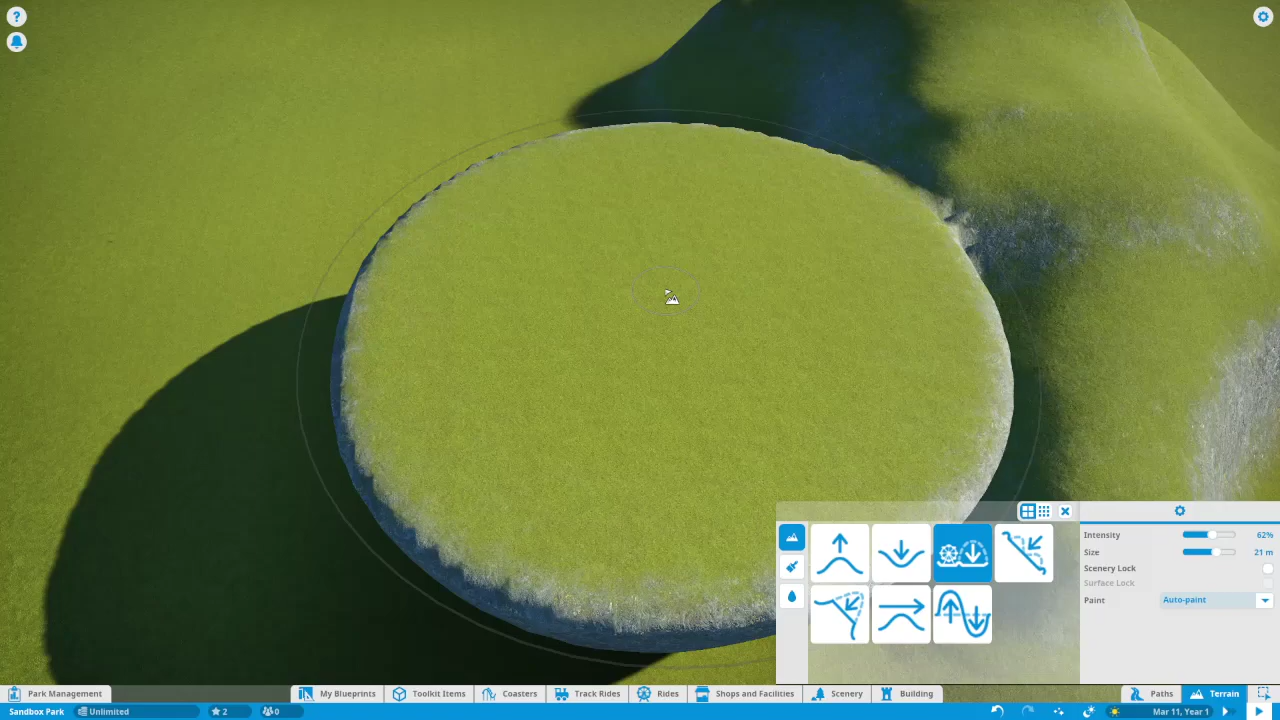 ?
Intensity 62%
Size 21 m
Scenery Lock
Surface Lock
Paint Auto-paint
Park Management My Blueprints Toolkit Items Coasters Track Rides Rides Shops and Facilities Scenery Building Paths Terrain
Sandbox Park Unlimited 2 0 Mar 11, Year 1